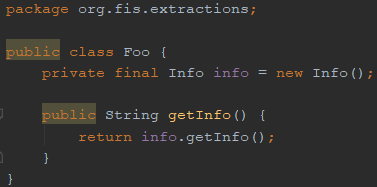 package org.fis.extractions;
public class Foo {
private final Info info = new Info();
public String getInfo() {
return info.getInfo();
}
}